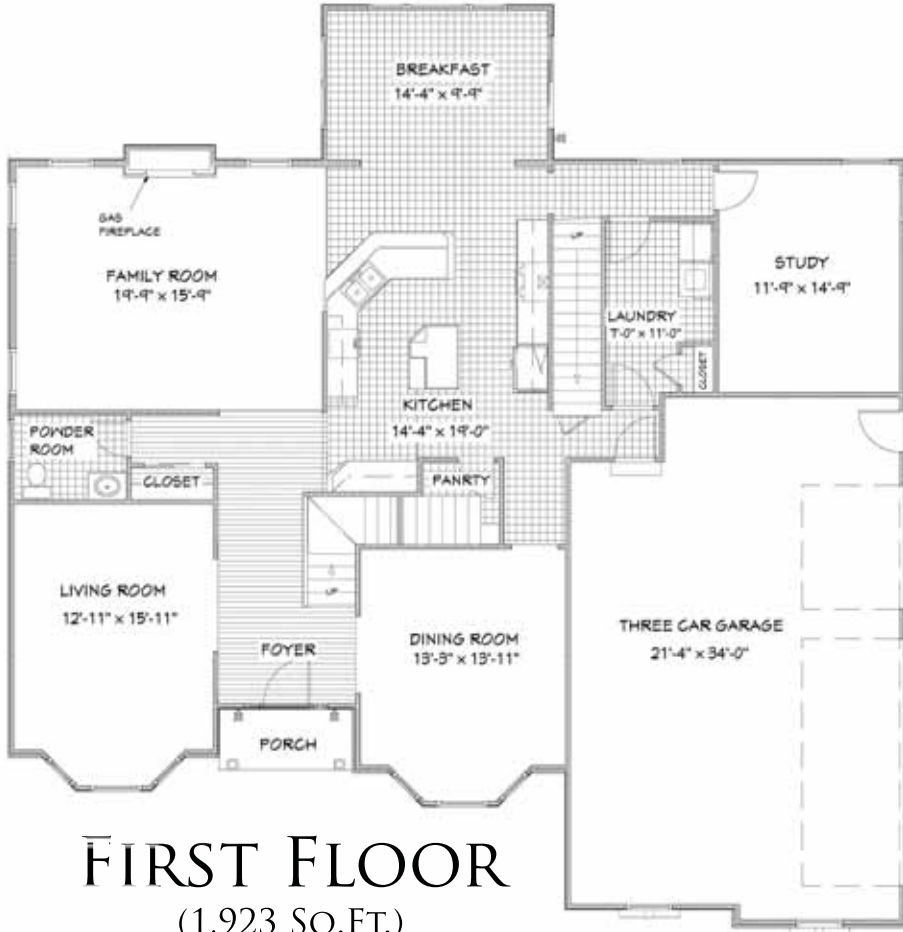 BREAKFAST
14'-4" x 9'-9"
GAS
FIREPLACE
FAMILY ROOM
19'-9" x 15'-9"
STUDY
11'-9" x 14'-9"
UP
LAUNDRY
7'-0" x 11'-0"
CLOSET
KITCHEN
14'-4" x 19'-0"
POWDER
ROOM
CLOSET
PANRTY
LIVING ROOM
12'-11" x 15'-11"
UP
FOYER
DINING ROOM
13'-3" x 13'-11"
THREE CAR GARAGE
21'-4" x 34'-0"
PORCH
FIRST FLOOR
(1,923 SQ.FT.)